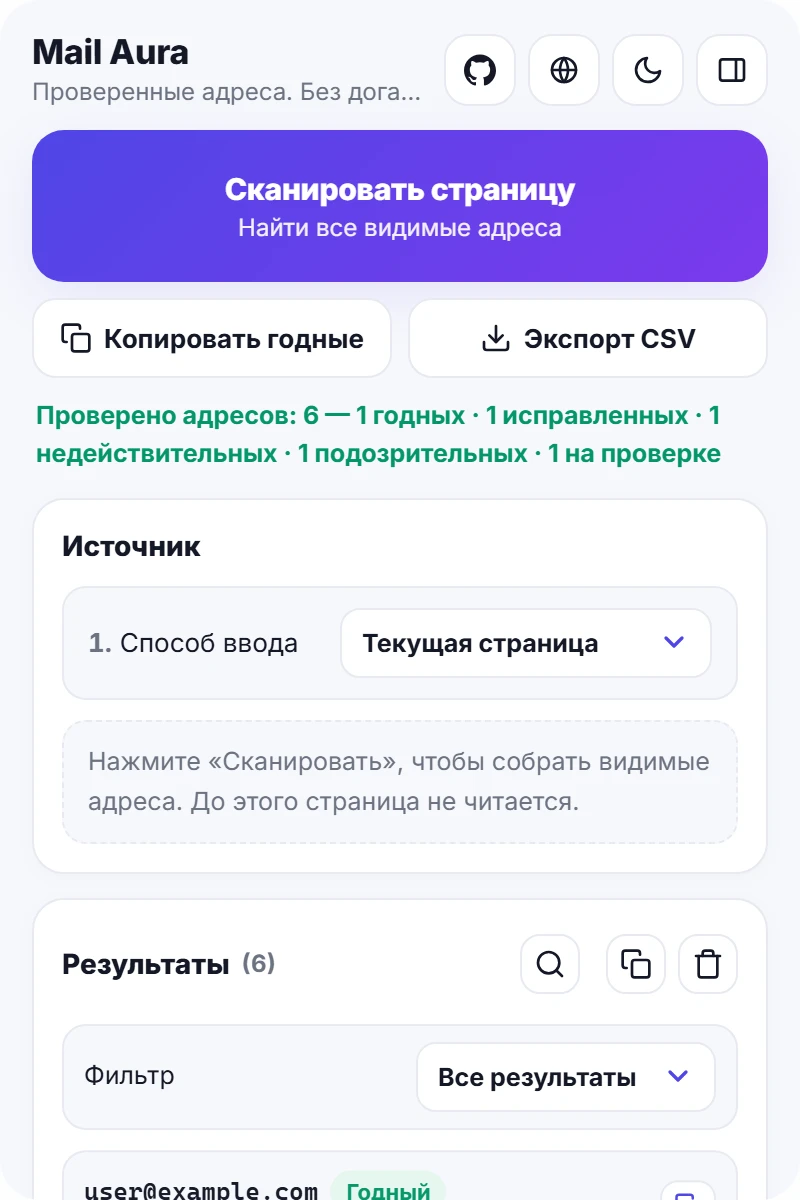 Mail Aura
Проверенные адреса. Без дога...
Сканировать страницу
Найти все видимые адреса
Копировать годные
Экспорт CSV
Проверено адресов: 6 — 1 годных · 1 исправленных · 1
недействительных · 1 подозрительных · 1 на проверке
Источник
1. Способ ввода
Текущая страница
Нажмите «Сканировать», чтобы собрать видимые
адреса. До этого страница не читается.
Результаты (6)
Фильтр
Все результаты
user@example.com Годный